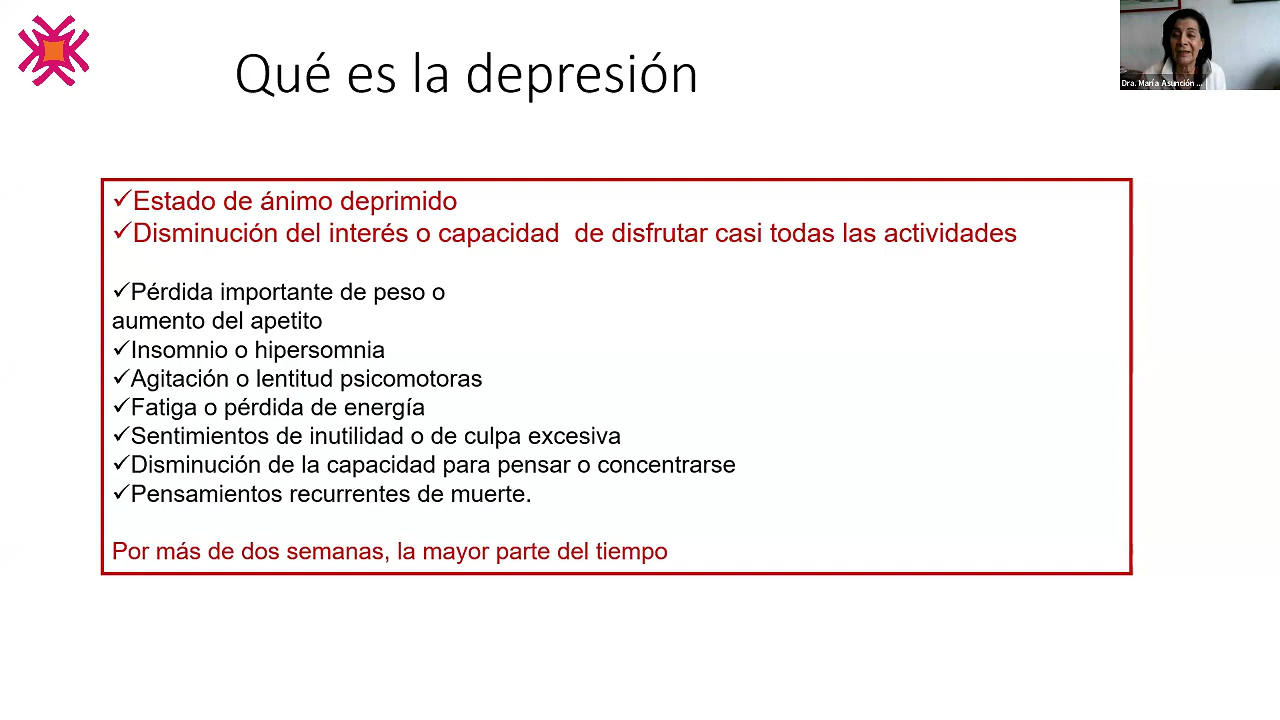 Qué es la depresión
Dra. María Asunción ...
✓Estado de ánimo deprimido
✓Disminución del interés o capacidad de disfrutar casi todas las actividades
✓Pérdida importante de peso o
aumento del apetito
✓Insomnio o hipersomnia
✓Agitación o lentitud psicomotoras
✓Fatiga o pérdida de energía
✓Sentimientos de inutilidad o de culpa excesiva
✓Disminución de la capacidad para pensar o concentrarse
✓Pensamientos recurrentes de muerte.
Por más de dos semanas, la mayor parte del tiempo